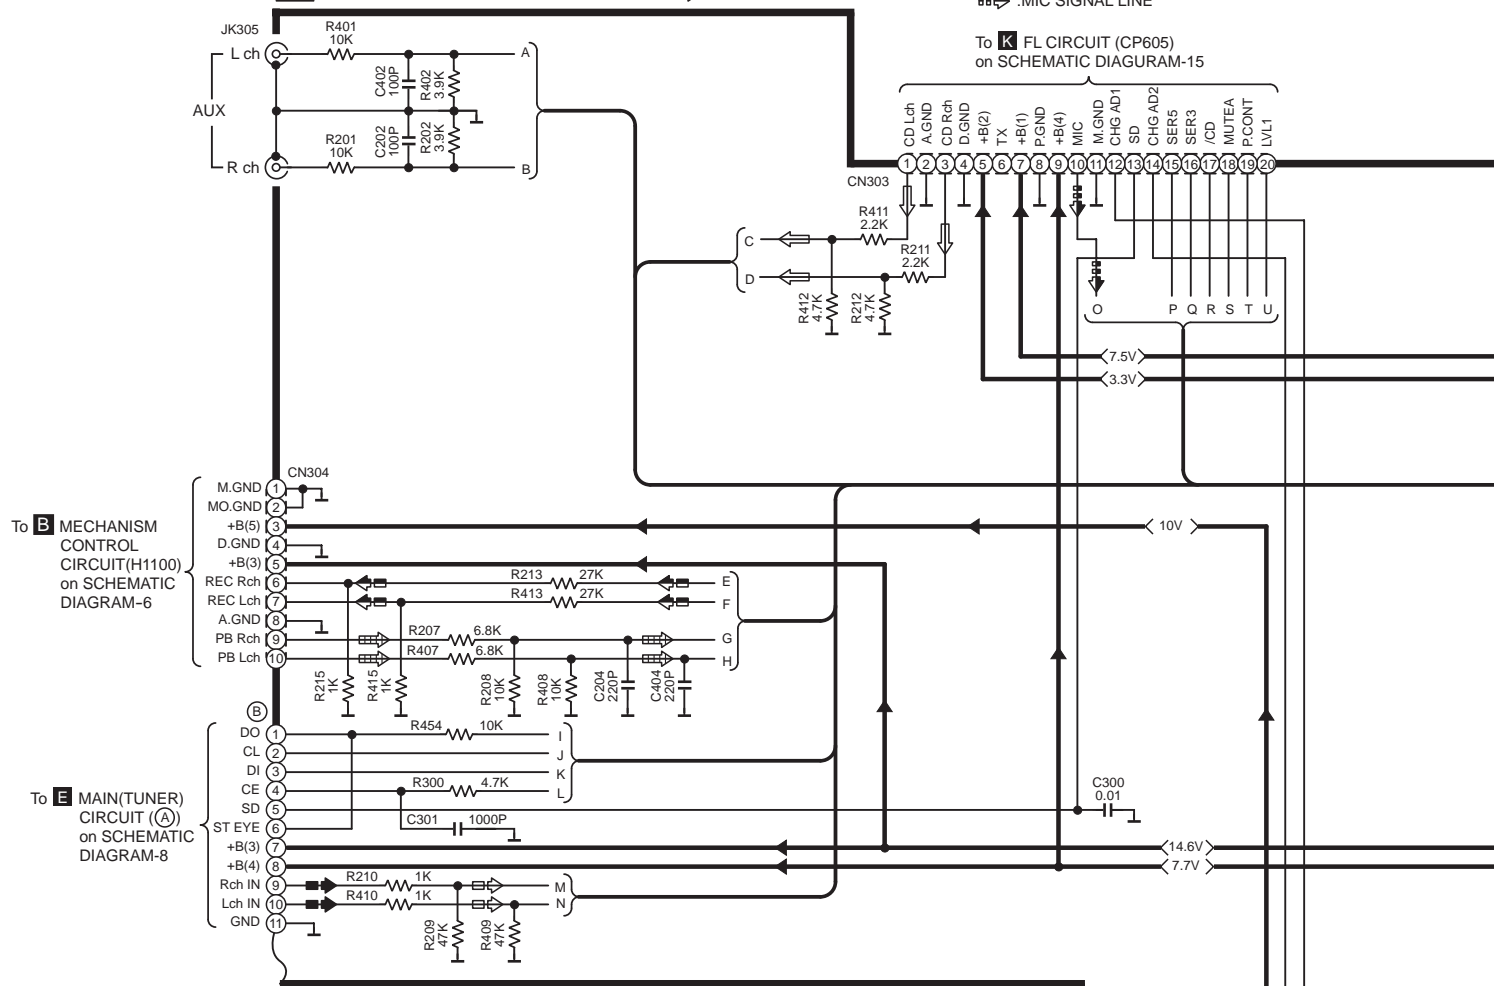 :MIC SIGNAL LINE
To K FL CIRCUIT (CP605)
on SCHEMATIC DIAGURAM-15
JK305
R401
10K
L ch
C402
100P
R402
3.9K
A
AUX
R201
10K
C202
100P
R202
3.9K
R ch
B
CD Lch
A.GND
CD Rch
D.GND
+B(2)
TX
+B(1)
P.GND
+B(4)
MIC
M.GND
CHG AD1
SD
CHG AD2
SER5
SER3
/CD
MUTEA
P.CONT
LVL1
1 2 3 4 5 6 7 8 9 10 11 12 13 14 15 16 17 18 19 20
CN303
R411
2.2K
C
R211
2.2K
D
R412
4.7K
R212
4.7K
O P Q R S T U
7.5V
3.3V
CN304
M.GND 1
MO.GND 2
+B(5) 3
10V
D.GND 4
+B(3) 5
REC Rch 6
R213 27K
E
REC Lch 7
R413 27K
F
A.GND 8
PB Rch 9
R207 6.8K
G
PB Lch 10
R407 6.8K
H
To B MECHANISM
CONTROL
CIRCUIT(H1100)
on SCHEMATIC
DIAGRAM-6
R215
1K
R415
1K
R208
10K
R408
10K
C204
220P
C404
220P
B
DO 1
R454 10K
I
CL 2
J
DI 3
K
CE 4
R300 4.7K
L
SD 5
C300
0.01
ST EYE 6
C301 1000P
+B(3) 7
14.6V
+B(4) 8
7.7V
Rch IN 9
R210 1K
M
Lch IN 10
R410 1K
N
GND 11
To E MAIN(TUNER)
CIRCUIT (A)
on SCHEMATIC
DIAGRAM-8
R209
47K
R409
47K